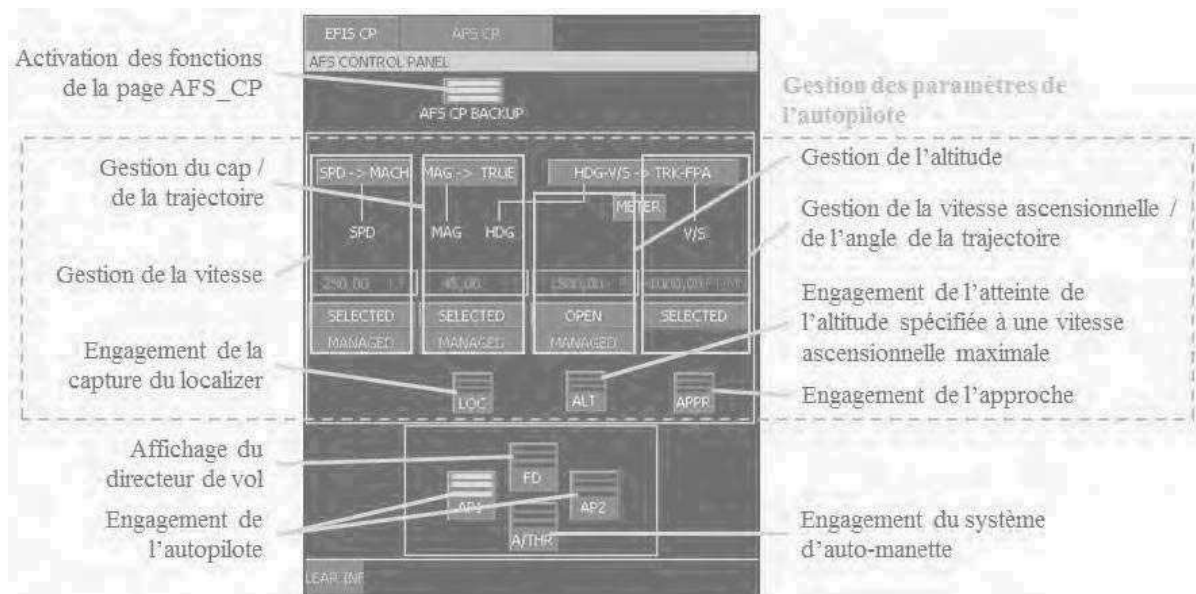 EFIS CP
AFS CP
AFS CONTROL PANEL
AFS CP BACKUP
Activation des fonctions
de la page AFS_CP
Gestion des paramètres de
l'autopilote
Gestion du cap /
de la trajectoire
Gestion de la vitesse
Engagement de la
capture du localizer
Affichage du
directeur de vol
Engagement de
l'autopilote
SPD -> MACH
MAG -> TRUE
HDG-V/S -> TRK-FPA
METER
SPD
MAG
HDG
V/S
SELECTED
SELECTED
OPEN
SELECTED
MANAGED
MANAGED
MANAGED
LOC
ALT
APPR
FD
AP1
AP2
A/THR
Gestion de l'altitude
Gestion de la vitesse ascensionnelle /
de l'angle de la trajectoire
Engagement de l'atteinte de
l'altitude spécifiée à une vitesse
ascensionnelle maximale
Engagement de l'approche
Engagement du système
d'auto-manette